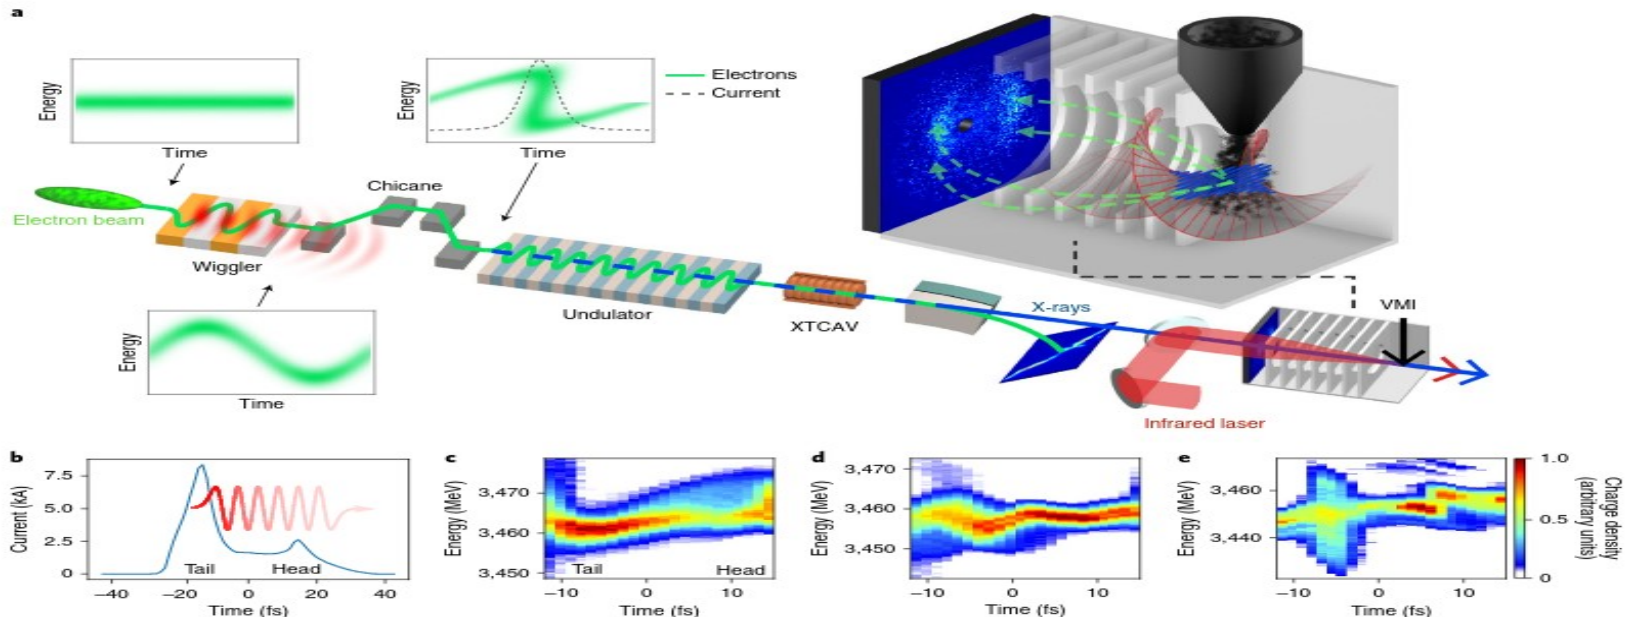 a
Energy
Time
Energy
Time
Electrons
Current
Chicane
Electron beam
Wiggler
Undulator
XTCAV
X-rays
VMI
Energy
Time
Infrared laser
b
Current (kA)
7.5
5.0
2.5
0
Tail
Head
−40
−20
0
20
40
Time (fs)
c
Energy (MeV)
3,470
3,460
3,450
Tail
Head
−10
0
10
Time (fs)
d
Energy (MeV)
3,470
3,450
−10
0
10
Time (fs)
e
Energy (MeV)
3,460
3,440
−10
0
10
Time (fs)
1.0
0.5
0
Charge density
(arbitrary units)